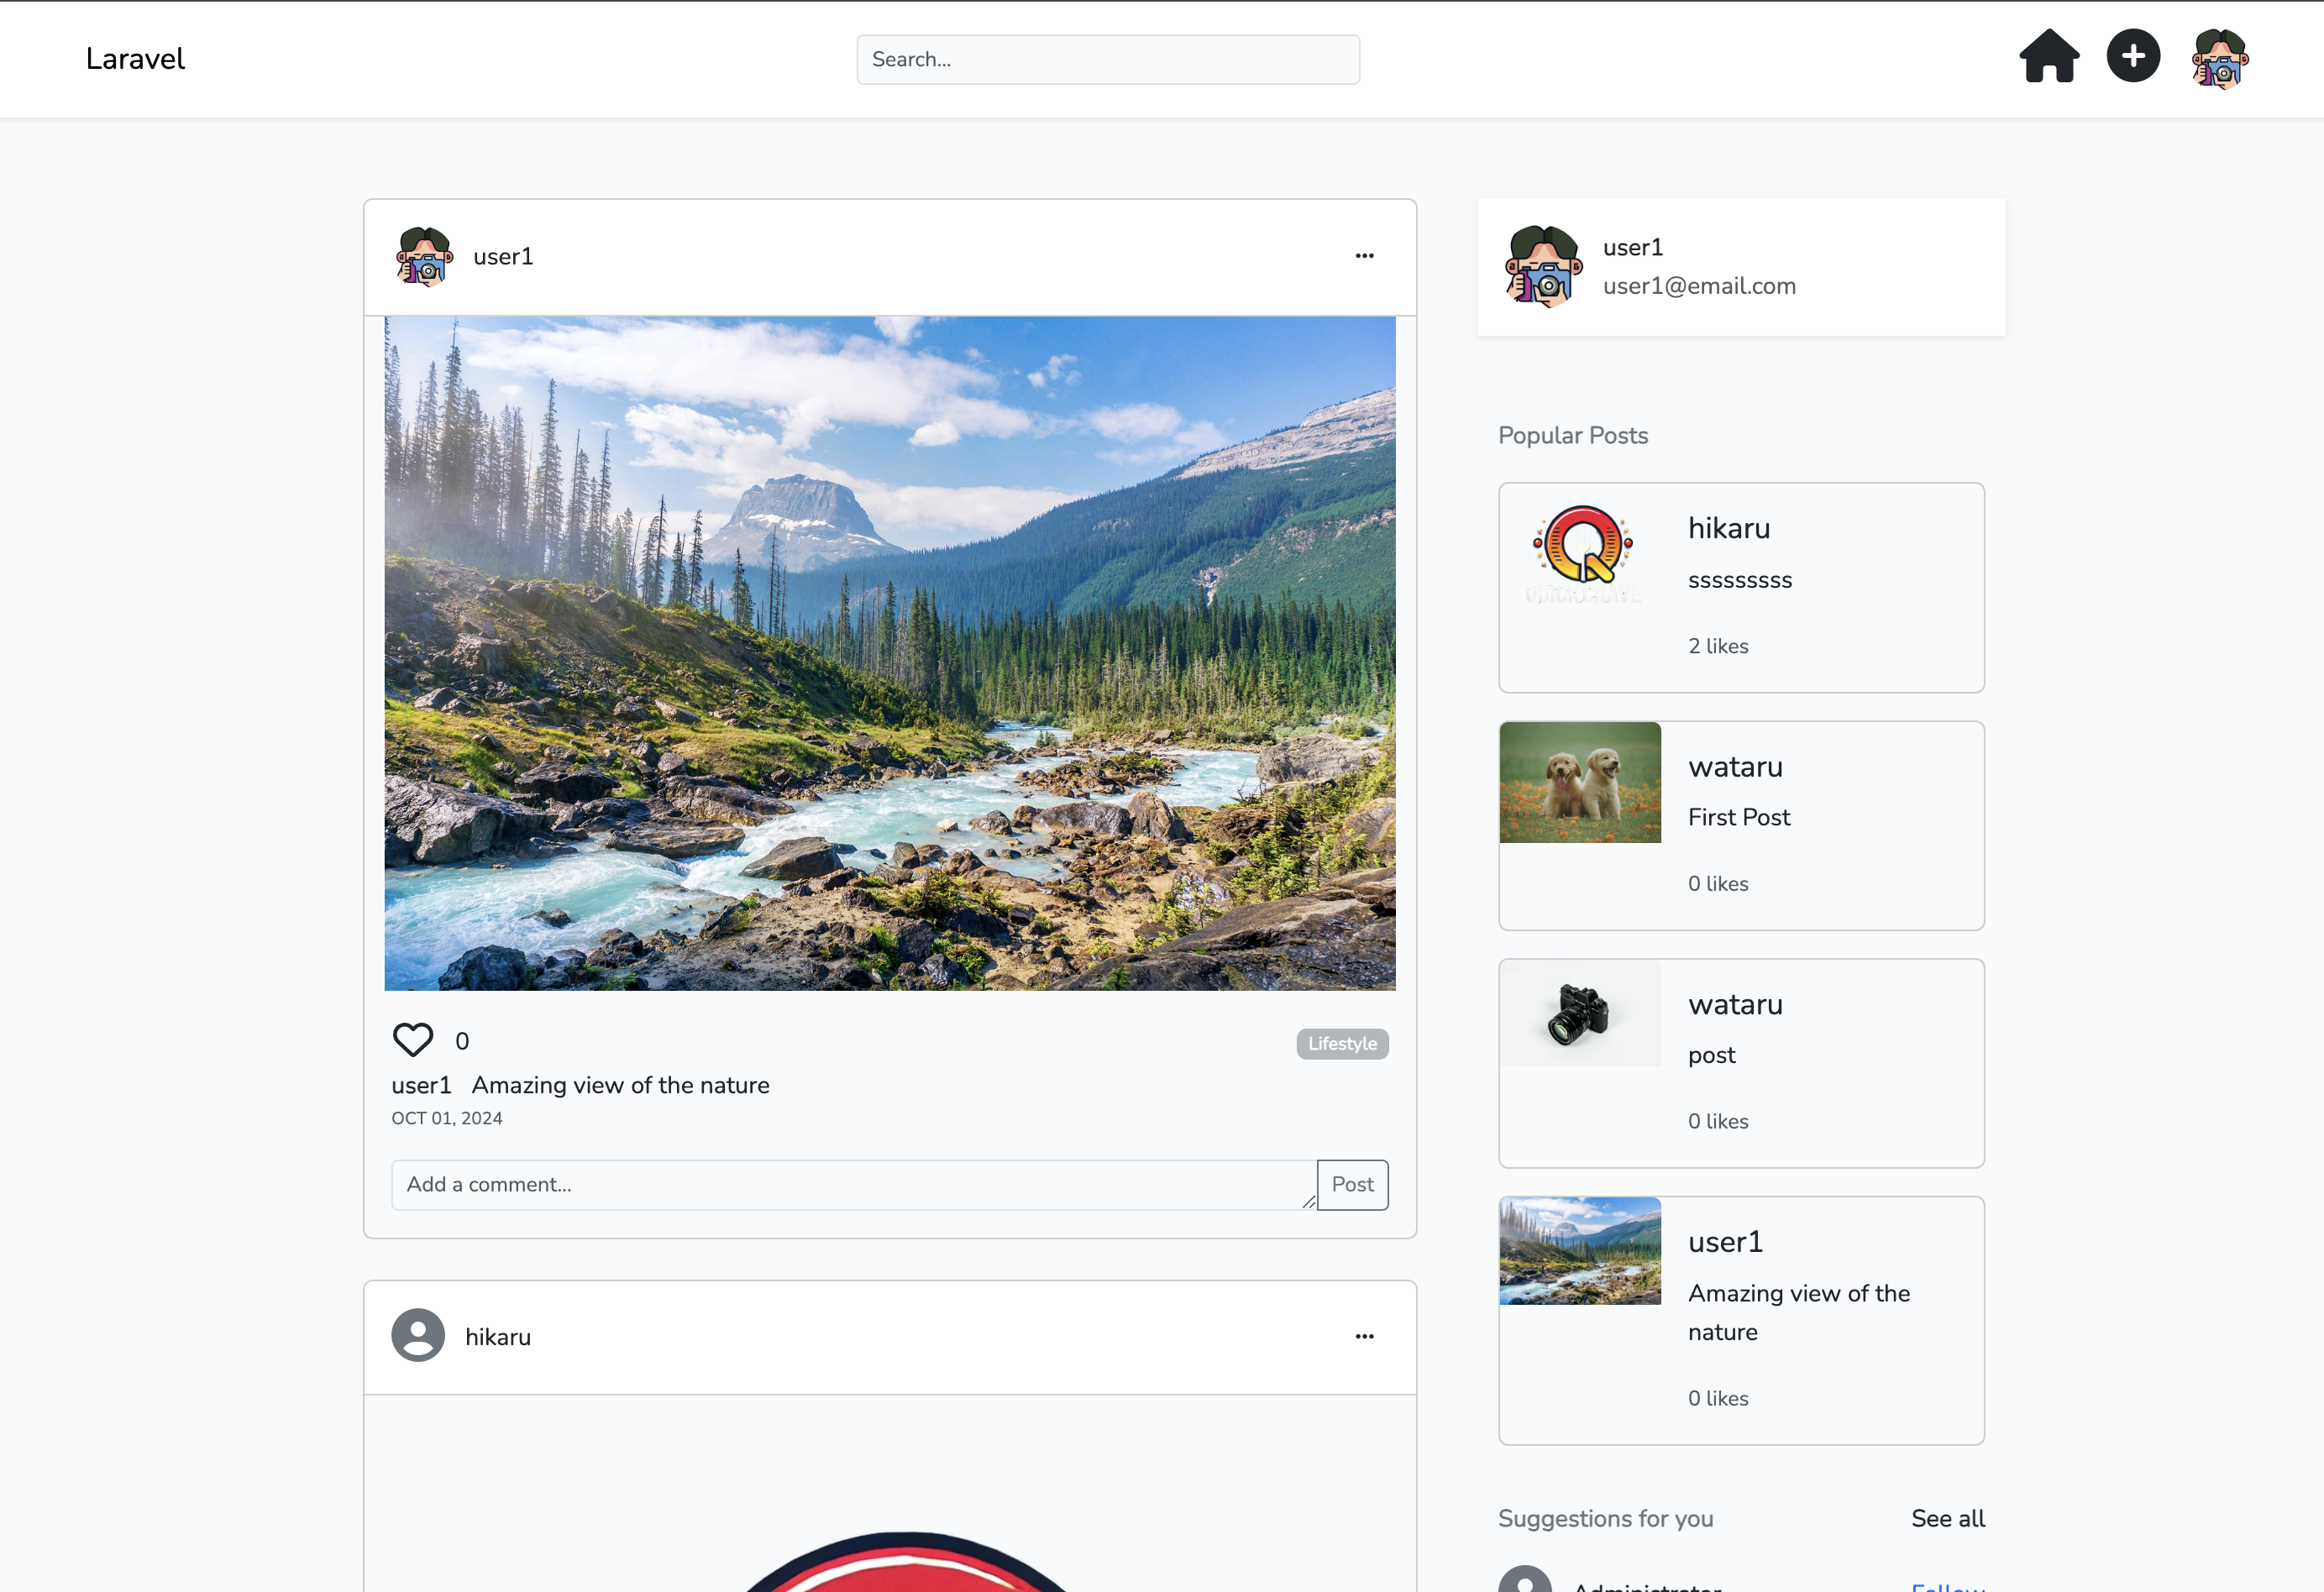 Laravel
Search...
user1
0
Lifestyle
user1 Amazing view of the nature
OCT 01, 2024
Add a comment...
Post
hikaru
user1
user1@email.com
Popular Posts
hikaru
sssssssss
2 likes
wataru
First Post
0 likes
wataru
post
0 likes
user1
Amazing view of the
nature
0 likes
Suggestions for you
See all
Administrator
Follow